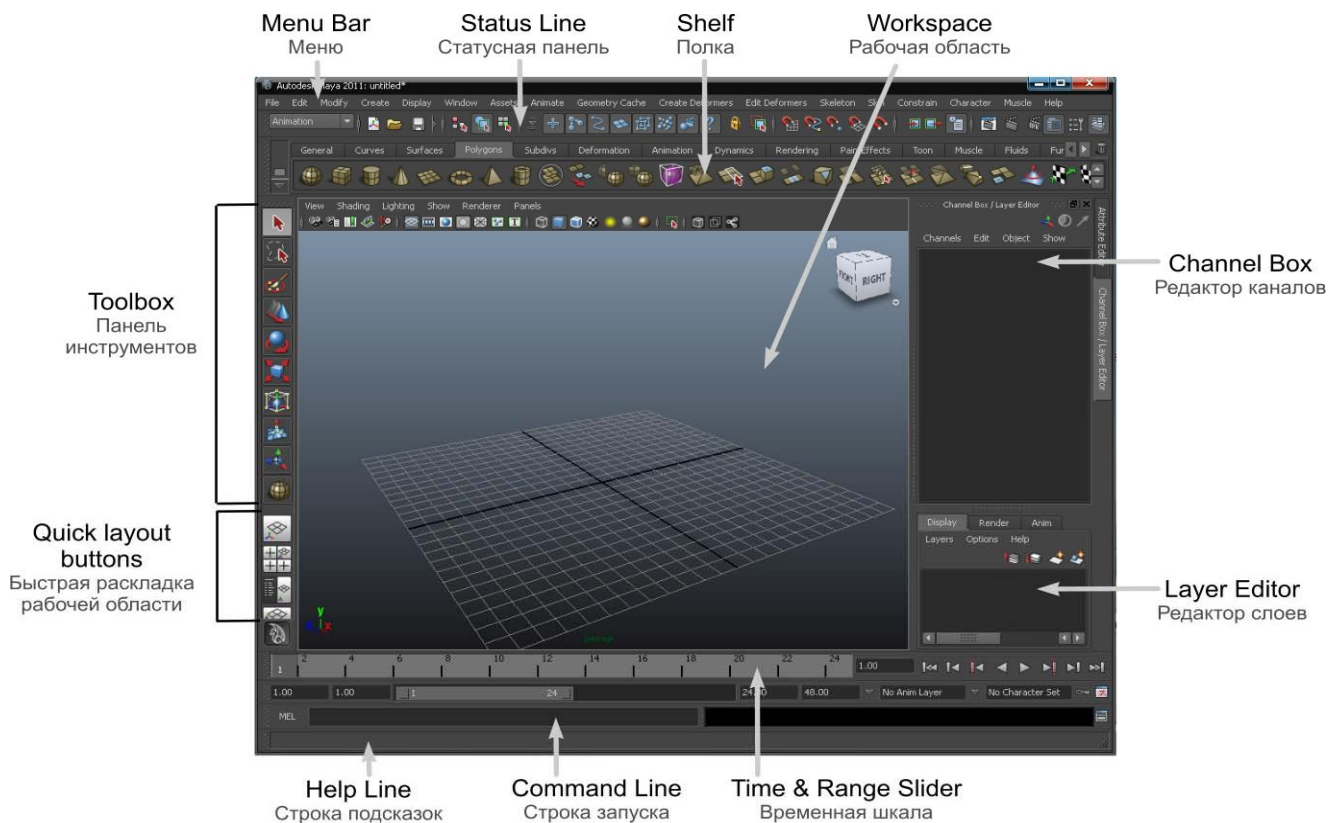 Menu Bar
Меню
Status Line
Статусная панель
Shelf
Полка
Workspace
Рабочая область
Autodesk Maya 2011: untitled*
File Edit Modify Create Display Window Assets Animate Geometry Cache Create Deformers Edit Deformers Skeleton Skin Constrain Character Muscle Help
Animation
General Curves Surfaces Polygons Subdivs Deformation Animation Dynamics Rendering PaintEffects Toon Muscle Fluids Fur
View Shading Lighting Show Renderer Panels
Channel Box / Layer Editor
Channels Edit Object Show
Attribute Editor
Channel Box / Layer Editor
RIGHT
Toolbox
Панель
инструментов
Channel Box
Редактор каналов
Quick layout
buttons
Быстрая раскладка
рабочей области
Display Render Anim
Layers Options Help
Layer Editor
Редактор слоев
y
x
persp
1 2 4 6 8 10 12 14 16 18 20 22 24 1.00
1.00 1.00 1 24 24.00 48.00 No Anim Layer No Character Set
MEL
Help Line
Строка подсказок
Command Line
Строка запуска
Time & Range Slider
Временная шкала